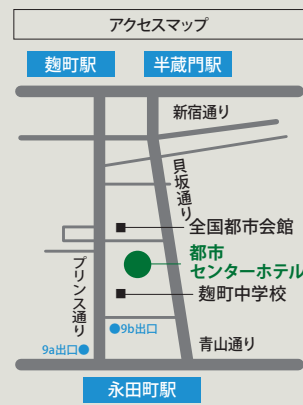 アクセスマップ
麹町駅
半蔵門駅
新宿通り
貝坂通り
全国都市会館
都市
センターホテル
麹町中学校
プリンス通り
●9b出口
9a出口●
青山通り
永田町駅